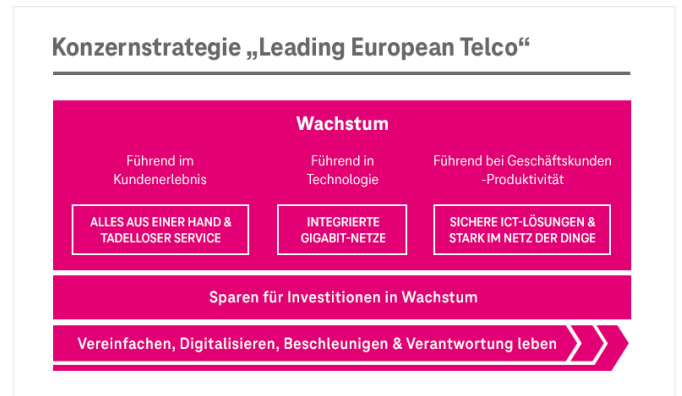 Konzernstrategie „Leading European Telco“
Wachstum
Führend im
Kundenerlebnis
ALLES AUS EINER HAND &
TADELLOSER SERVICE
Führend in
Technologie
INTEGRIERTE
GIGABIT-NETZE
Führend bei Geschäftskunden
-Produktivität
SICHERE ICT-LÖSUNGEN &
STARK IM NETZ DER DINGE
Sparen für Investitionen in Wachstum
Vereinfachen, Digitalisieren, Beschleunigen & Verantwortung leben